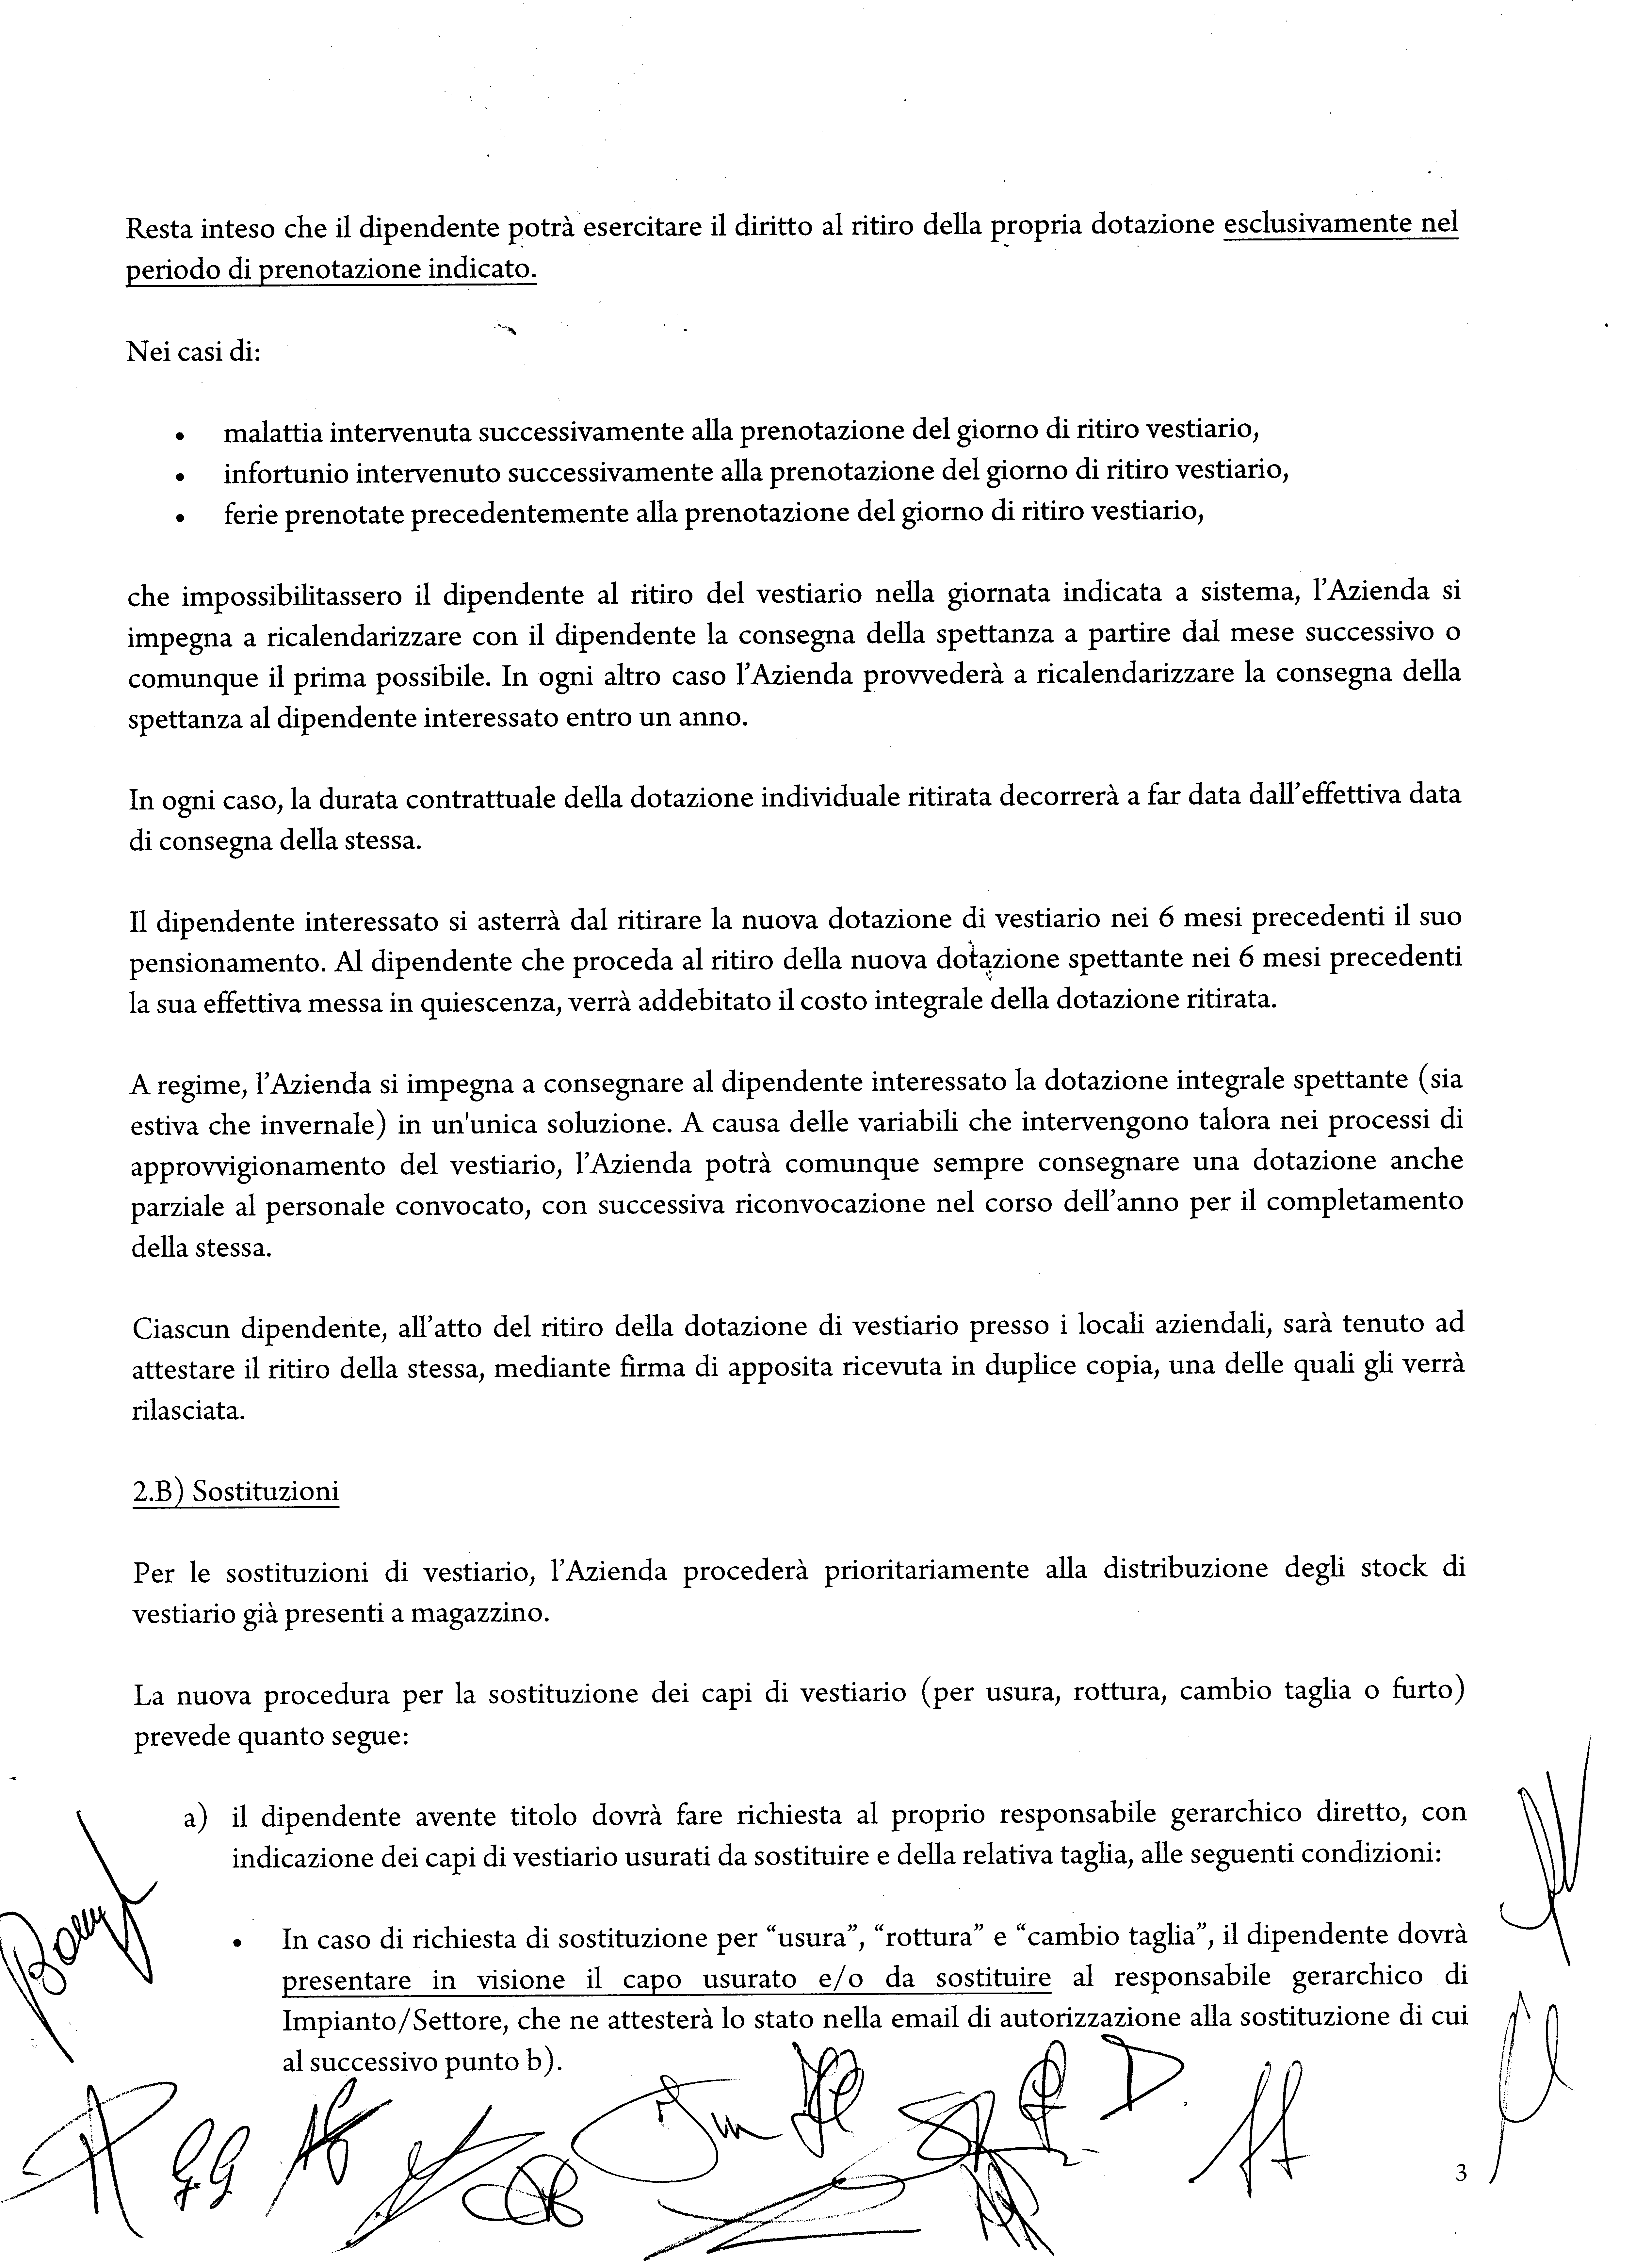 Resta inteso che il dipendente potrà esercitare il diritto al ritiro della propria dotazione esclusivamente nel
periodo di prenotazione indicato.
Nei casi di:
• malattia intervenuta successivamente alla prenotazione del giorno di ritiro vestiario,
• infortunio intervenuto successivamente alla prenotazione del giorno di ritiro vestiario,
• ferie prenotate precedentemente alla prenotazione del giorno di ritiro vestiario,
che impossibilitassero il dipendente al ritiro del vestiario nella giornata indicata a sistema, l'Azienda si
impegna a ricalendarizzare con il dipendente la consegna della spettanza a partire dal mese successivo o
comunque il prima possibile. In ogni altro caso l'Azienda provvederà a ricalendarizzare la consegna della
spettanza al dipendente interessato entro un anno.
In ogni caso, la durata contrattuale della dotazione individuale ritirata decorrerà a far data dall'effettiva data
di consegna della stessa.
Il dipendente interessato si asterrà dal ritirare la nuova dotazione di vestiario nei 6 mesi precedenti il suo
pensionamento. Al dipendente che proceda al ritiro della nuova dotazione spettante nei 6 mesi precedenti
la sua effettiva messa in quiescenza, verrà addebitato il costo integrale della dotazione ritirata.
A regime, l'Azienda si impegna a consegnare al dipendente interessato la dotazione integrale spettante (sia
estiva che invernale) in un'unica soluzione. A causa delle variabili che intervengono talora nei processi di
approvvigionamento del vestiario, l'Azienda potrà comunque sempre consegnare una dotazione anche
parziale al personale convocato, con successiva riconvocazione nel corso dell'anno per il completamento
della stessa.
Ciascun dipendente, all'atto del ritiro della dotazione di vestiario presso i locali aziendali, sarà tenuto ad
attestare il ritiro della stessa, mediante firma di apposita ricevuta in duplice copia, una delle quali gli verrà
rilasciata.
2.B) Sostituzioni
Per le sostituzioni di vestiario, l'Azienda procederà prioritariamente alla distribuzione degli stock di
vestiario già presenti a magazzino.
La nuova procedura per la sostituzione dei capi di vestiario (per usura, rottura, cambio taglia o furto)
prevede quanto segue:
a) il dipendente avente titolo dovrà fare richiesta al proprio responsabile gerarchico diretto, con
indicazione dei capi di vestiario usurati da sostituire e della relativa taglia, alle seguenti condizioni:
• In caso di richiesta di sostituzione per “usura”, “rottura” e “cambio taglia”, il dipendente dovrà
presentare in visione il capo usurato e/o da sostituire al responsabile gerarchico di
Impianto/Settore, che ne attesterà lo stato nella email di autorizzazione alla sostituzione di cui
al successivo punto b).
3